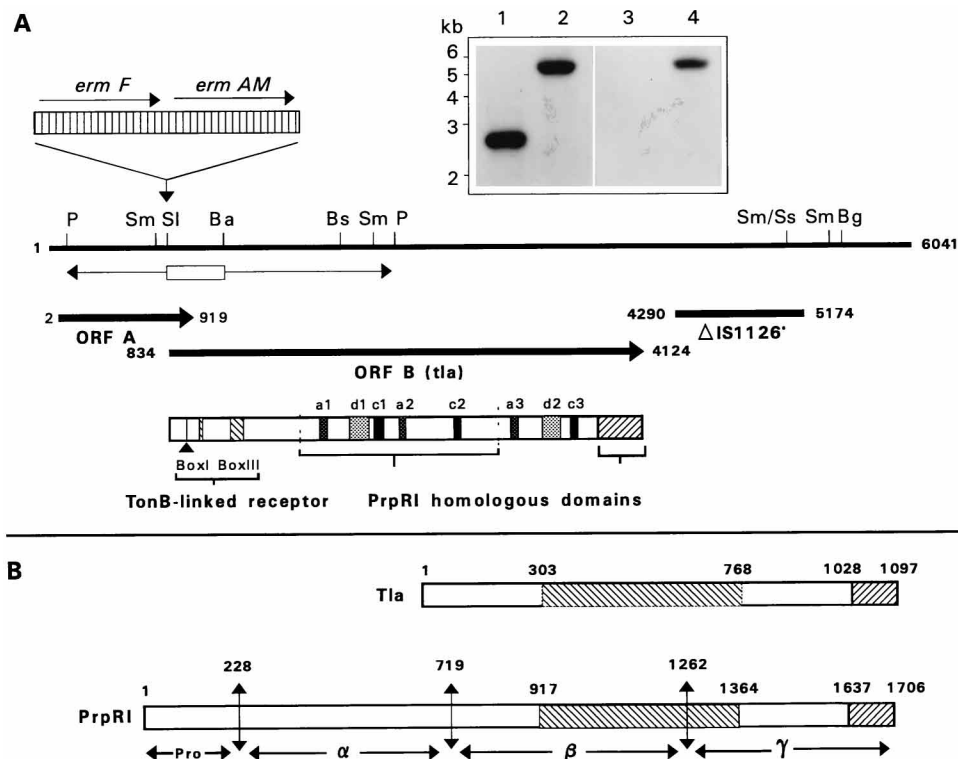 A
1 2 3 4
kb
6
5
4
3
2
erm F erm AM
P Sm Sl Ba Bs Sm P Sm/Ss Sm Bg
1 6041
2 919 4290 5174
ORF A ΔIS1126'
834 4124
ORF B (tla)
a1 d1 c1 a2 c2 a3 d2 c3
BoxI BoxIII
TonB-linked receptor PrpRI homologous domains
B
1 303 768 1028 1097
Tla
228 719 1262
1 917 1364 1637 1706
PrpRI
Pro α β γ